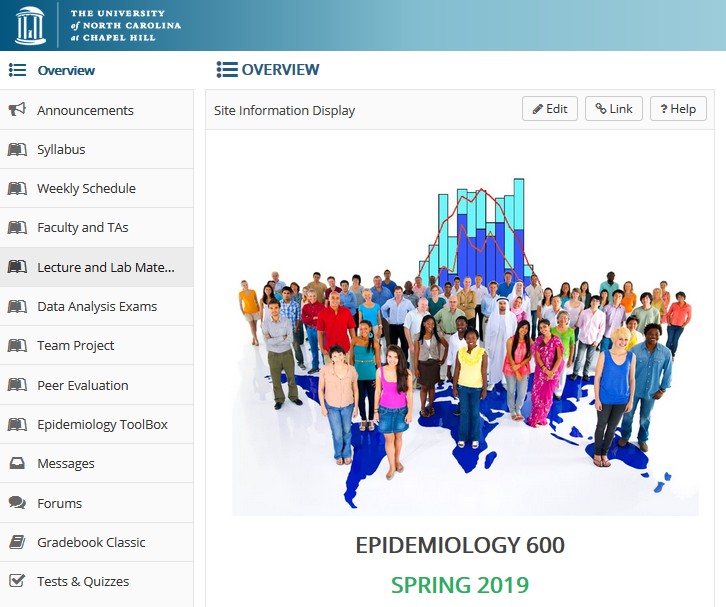 THE UNIVERSITY
of NORTH CAROLINA
at CHAPEL HILL
Overview
Announcements
Syllabus
Weekly Schedule
Faculty and TAs
Lecture and Lab Mate...
Data Analysis Exams
Team Project
Peer Evaluation
Epidemiology ToolBox
Messages
Forums
Gradebook Classic
Tests & Quizzes
OVERVIEW
Site Information Display
Edit
Link
? Help
EPIDEMIOLOGY 600
SPRING 2019